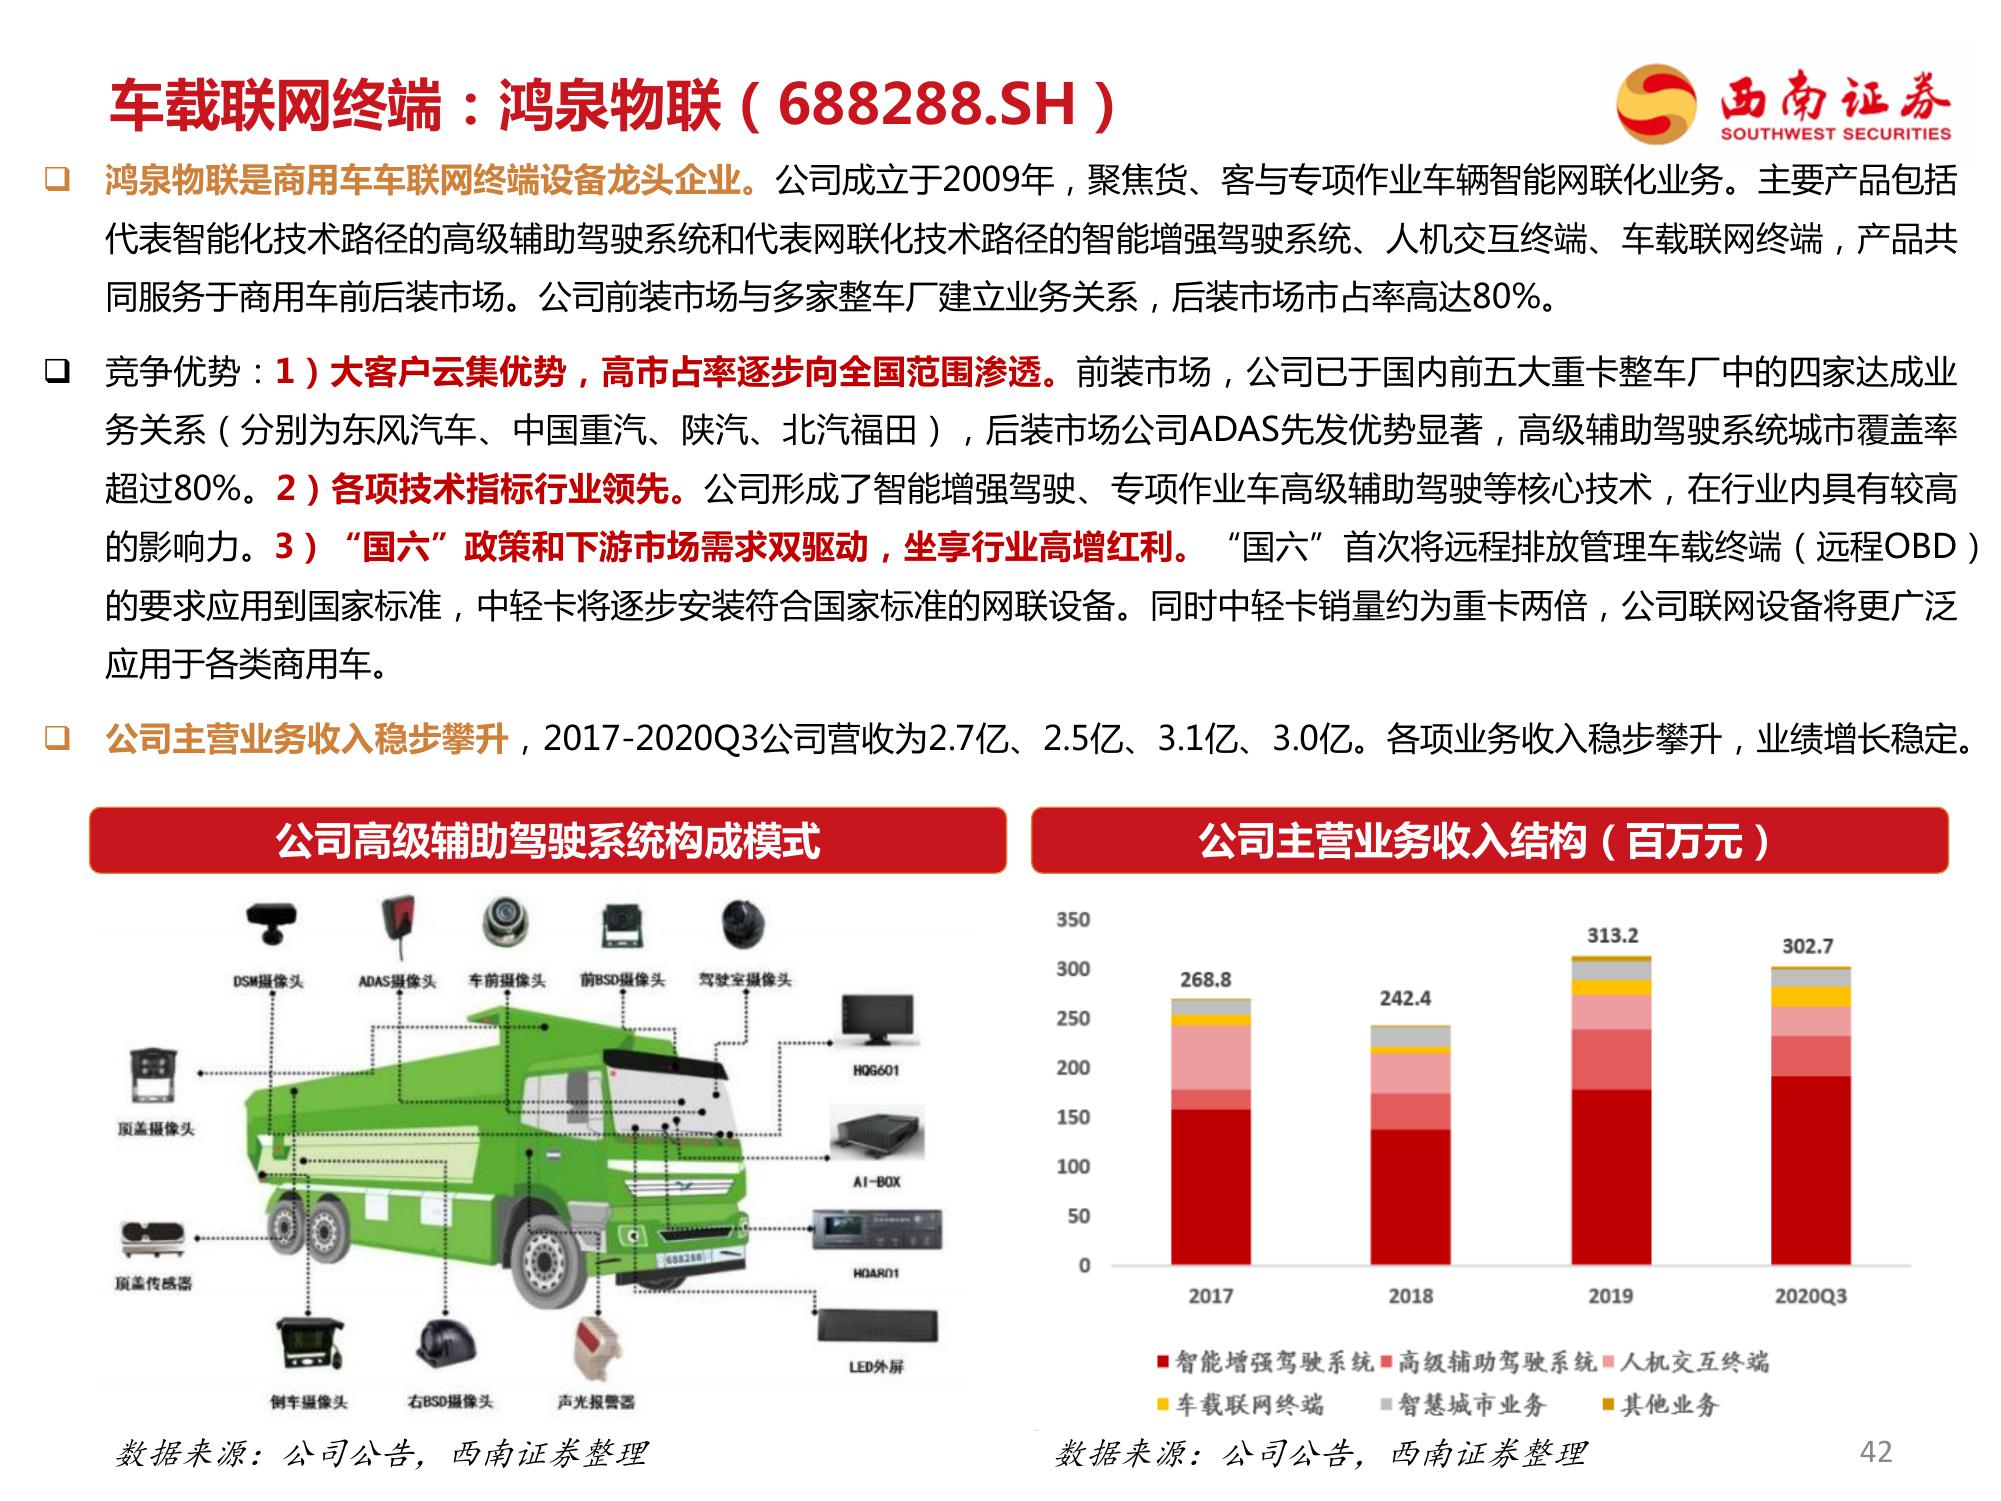 车载联网终端：鸿泉物联（688288.SH）
西南证券
SOUTHWEST SECURITIES
❑ 鸿泉物联是商用车车联网终端设备龙头企业。公司成立于2009年，聚焦货、客与专项作业车辆智能网联化业务。主要产品包括
代表智能化技术路径的高级辅助驾驶系统和代表网联化技术路径的智能增强驾驶系统、人机交互终端、车载联网终端，产品共
同服务于商用车前后装市场。公司前装市场与多家整车厂建立业务关系，后装市场市占率高达80%。
❑ 竞争优势：1）大客户云集优势，高市占率逐步向全国范围渗透。前装市场，公司已于国内前五大重卡整车厂中的四家达成业
务关系（分别为东风汽车、中国重汽、陕汽、北汽福田），后装市场公司ADAS先发优势显著，高级辅助驾驶系统城市覆盖率
超过80%。2）各项技术指标行业领先。公司形成了智能增强驾驶、专项作业车高级辅助驾驶等核心技术，在行业内具有较高
的影响力。3）“国六”政策和下游市场需求双驱动，坐享行业高增红利。“国六”首次将远程排放管理车载终端（远程OBD）
的要求应用到国家标准，中轻卡将逐步安装符合国家标准的网联设备。同时中轻卡销量约为重卡两倍，公司联网设备将更广泛
应用于各类商用车。
❑ 公司主营业务收入稳步攀升，2017-2020Q3公司营收为2.7亿、2.5亿、3.1亿、3.0亿。各项业务收入稳步攀升，业绩增长稳定。
公司高级辅助驾驶系统构成模式
DSM摄像头 ADAS摄像头 车前摄像头 前BSD摄像头 驾驶室摄像头
HQG601
顶盖摄像头
AI-BOX
688288
HQA801
顶盖传感器
LED外屏
倒车摄像头 右BSD摄像头 声光报警器
数据来源：公司公告，西南证券整理
公司主营业务收入结构（百万元）
350
300
250
200
150
100
50
0
268.8
242.4
313.2
302.7
2017 2018 2019 2020Q3
智能增强驾驶系统 高级辅助驾驶系统 人机交互终端
车载联网终端 智慧城市业务 其他业务
数据来源：公司公告，西南证券整理
42